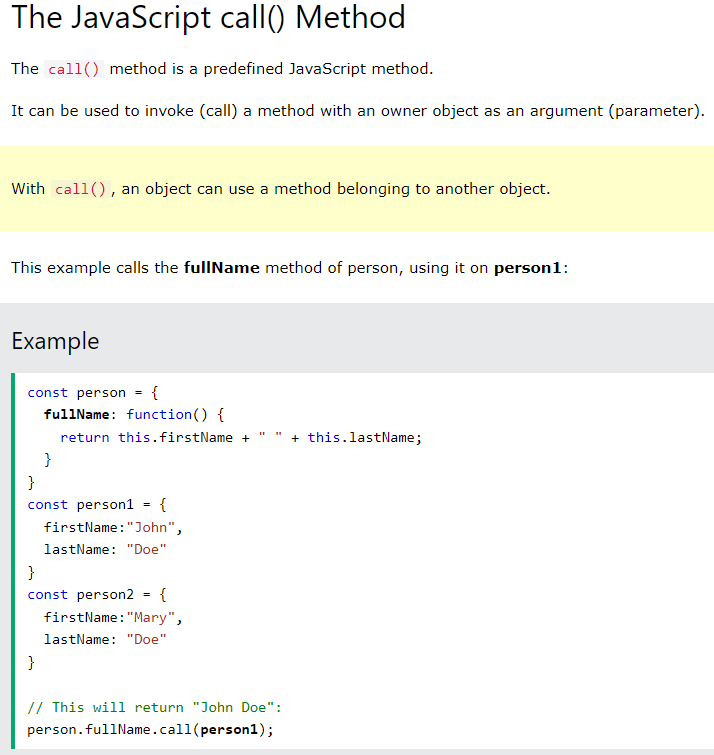 The JavaScript call() Method
The call() method is a predefined JavaScript method.
It can be used to invoke (call) a method with an owner object as an argument (parameter).
With call(), an object can use a method belonging to another object.
This example calls the fullName method of person, using it on person1:
Example
const person = {
  fullName: function() {
    return this.firstName + " " + this.lastName;
  }
}
const person1 = {
  firstName:"John",
  lastName: "Doe"
}
const person2 = {
  firstName:"Mary",
  lastName: "Doe"
}
// This will return "John Doe":
person.fullName.call(person1);